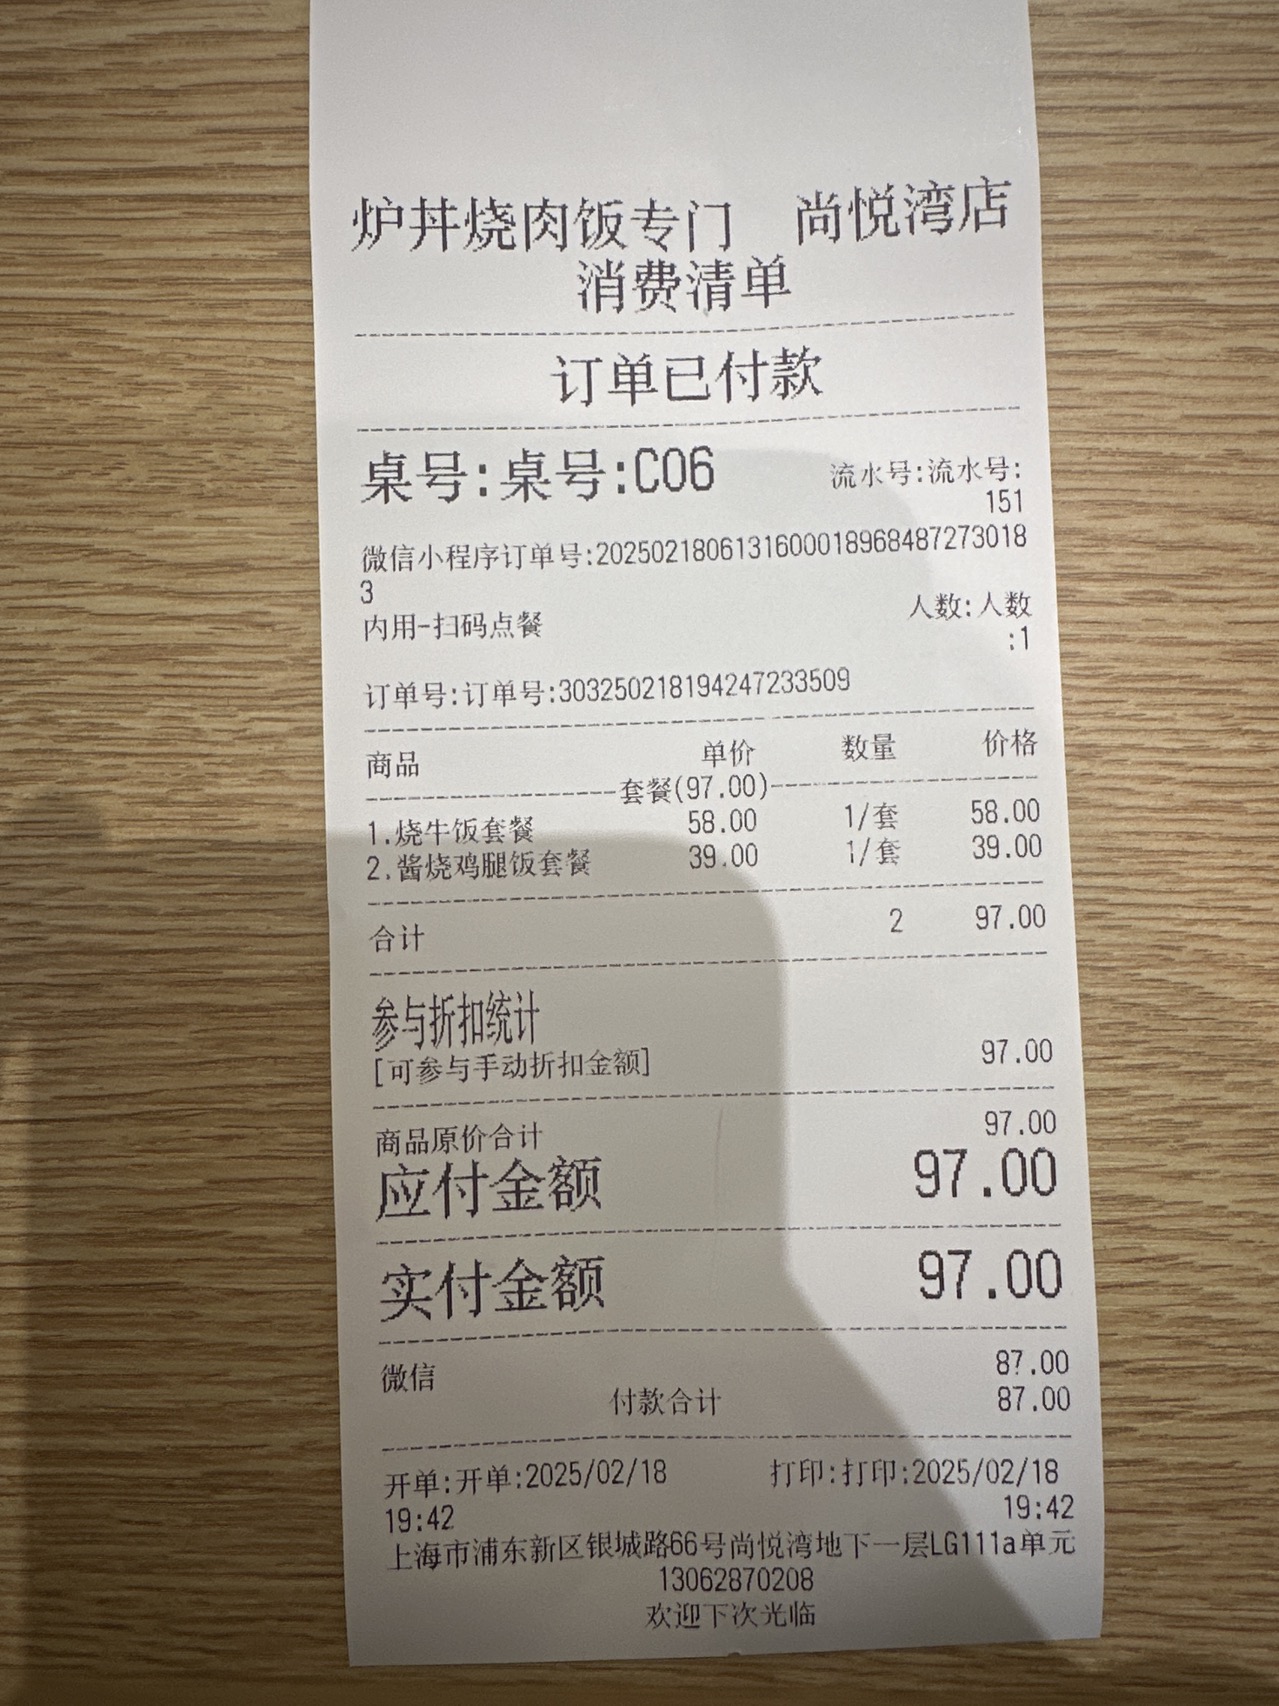 炉丼烧肉饭专门 尚悦湾店
消费清单
订单已付款
桌号:桌号:C06 流水号:流水号:
151
微信小程序订单号:2025021806131600018968487273018
3
内用-扫码点餐 人数:人数
:1
订单号:订单号:303250218194247233509
商品 单价 数量 价格
套餐(97.00)
1.烧牛饭套餐 58.00 1/套 58.00
2.酱烧鸡腿饭套餐 39.00 1/套 39.00
合计 2 97.00
参与折扣统计
[可参与手动折扣金额] 97.00
商品原价合计 97.00
应付金额 97.00
实付金额 97.00
微信 87.00
付款合计 87.00
开单:开单:2025/02/18 打印:打印:2025/02/18
19:42 19:42
上海市浦东新区银城路66号尚悦湾地下一层LG111a单元
13062870208
欢迎下次光临